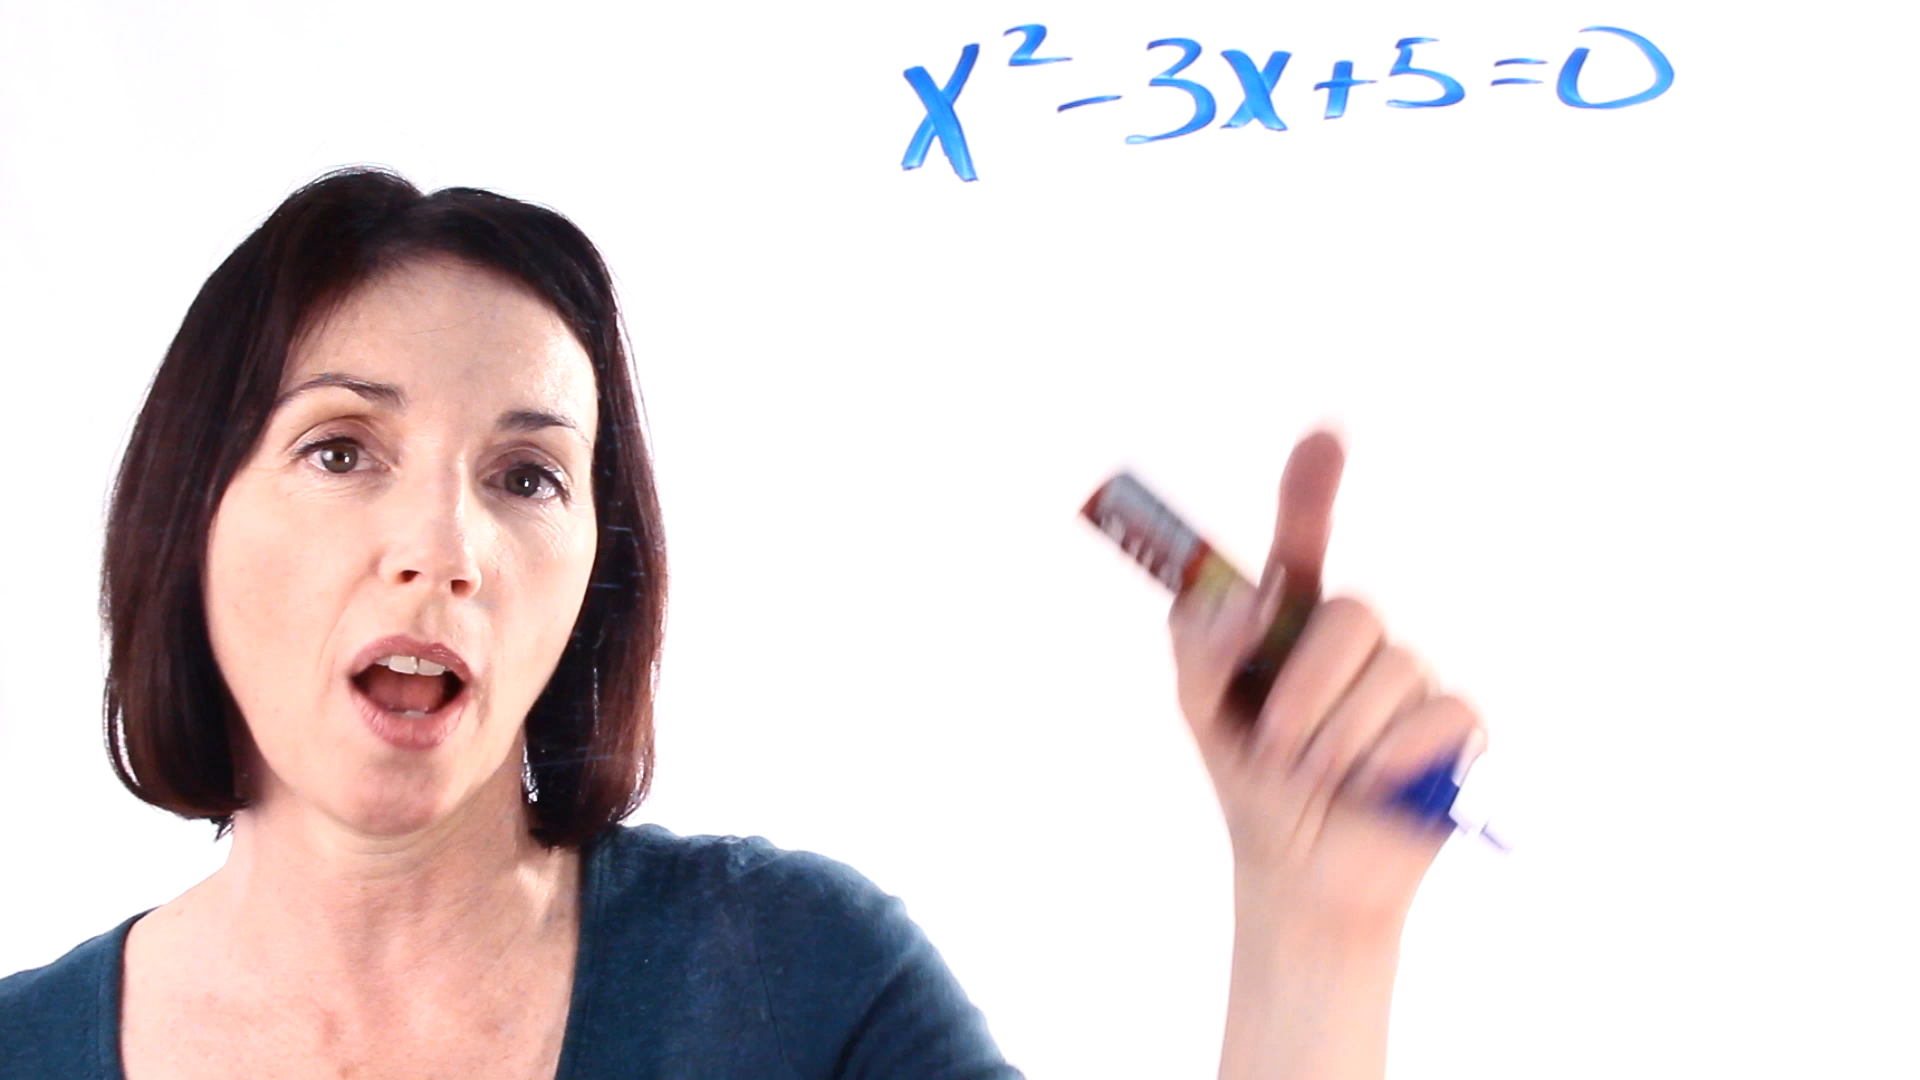 x² - 3x + 5 = 0